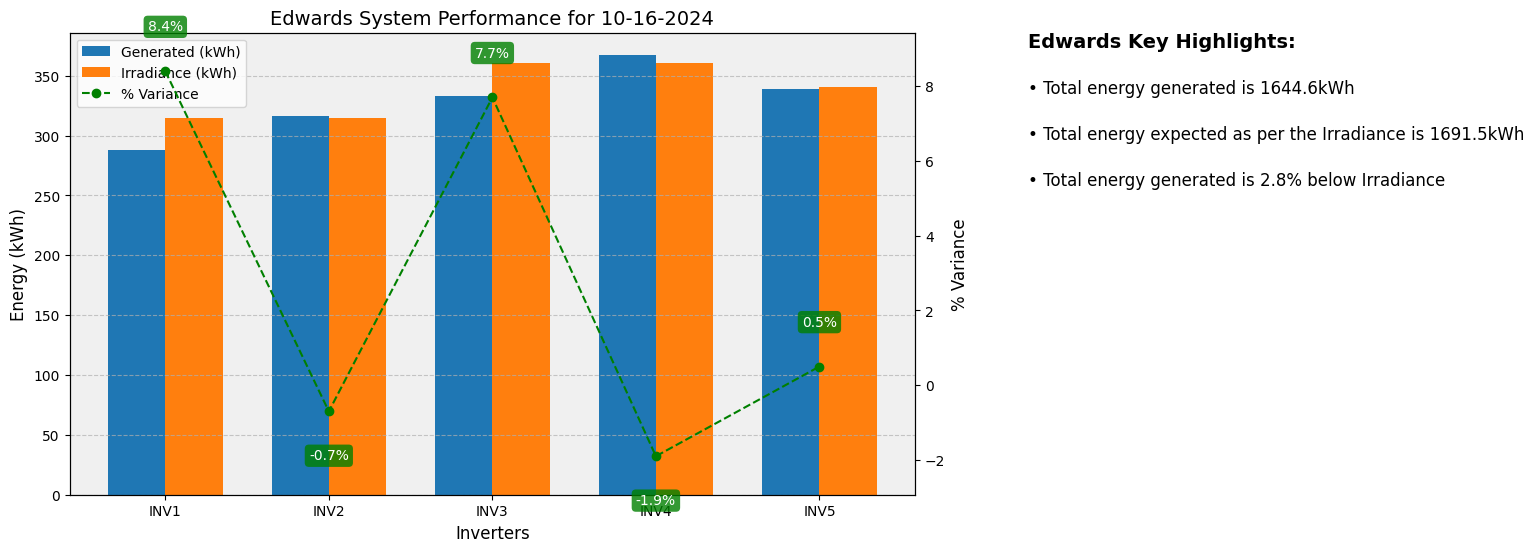 Edwards System Performance for 10-16-2024
8.4%
Generated (kWh)
Irradiance (kWh)
% Variance
7.7%
-0.7%
-1.9%
0.5%
Energy (kWh)
350
300
250
200
150
100
50
0
% Variance
8
6
4
2
0
−2
INV1
INV2
INV3
INV4
INV5
Inverters
Edwards Key Highlights:
• Total energy generated is 1644.6kWh
• Total energy expected as per the Irradiance is 1691.5kWh
• Total energy generated is 2.8% below Irradiance